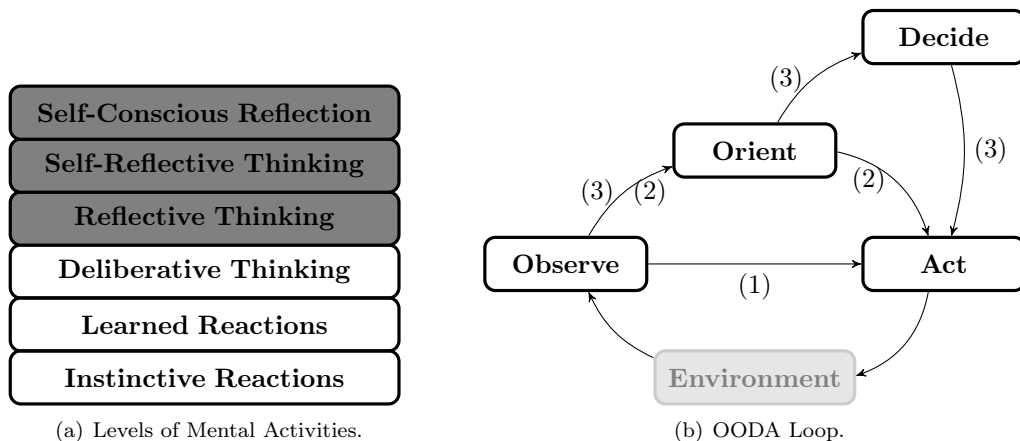 Self-Conscious Reflection
Self-Reflective Thinking
Reflective Thinking
Deliberative Thinking
Learned Reactions
Instinctive Reactions
(a) Levels of Mental Activities.
Decide
(3)
Orient
(3)
(3) (2)
(2)
Observe
Act
(1)
Environment
(b) OODA Loop.